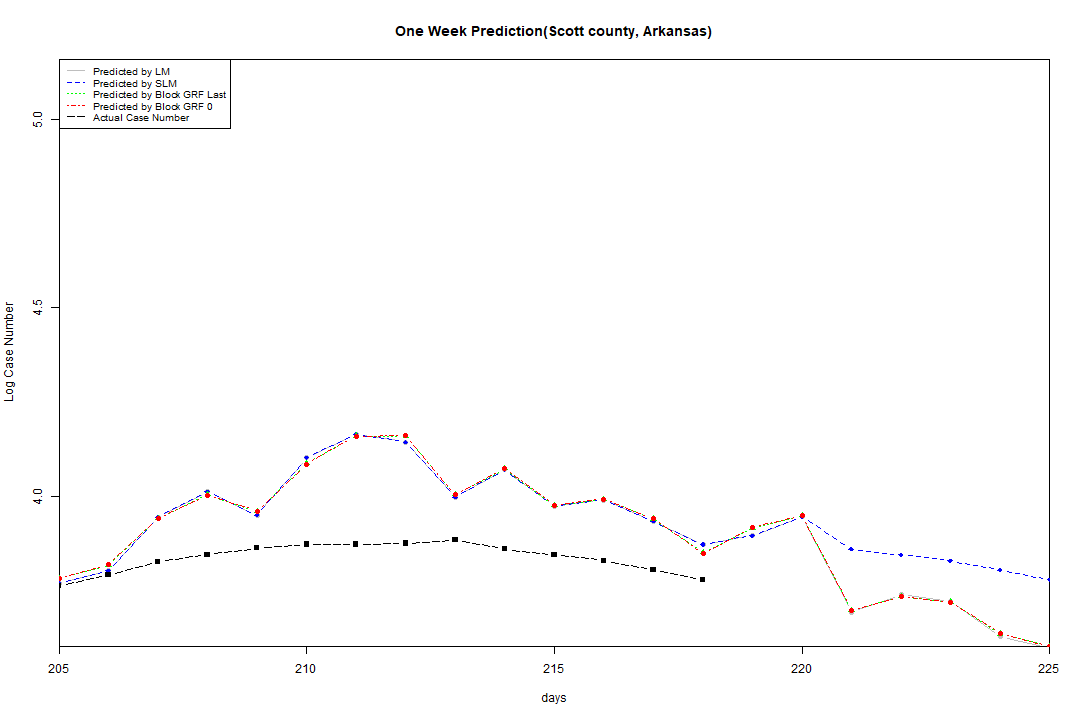 One Week Prediction(Scott county, Arkansas)
Predicted by LM
Predicted by SLM
Predicted by Block GRF Last
Predicted by Block GRF 0
Actual Case Number
5.0
4.5
4.0
Log Case Number
205 210 215 220 225
days